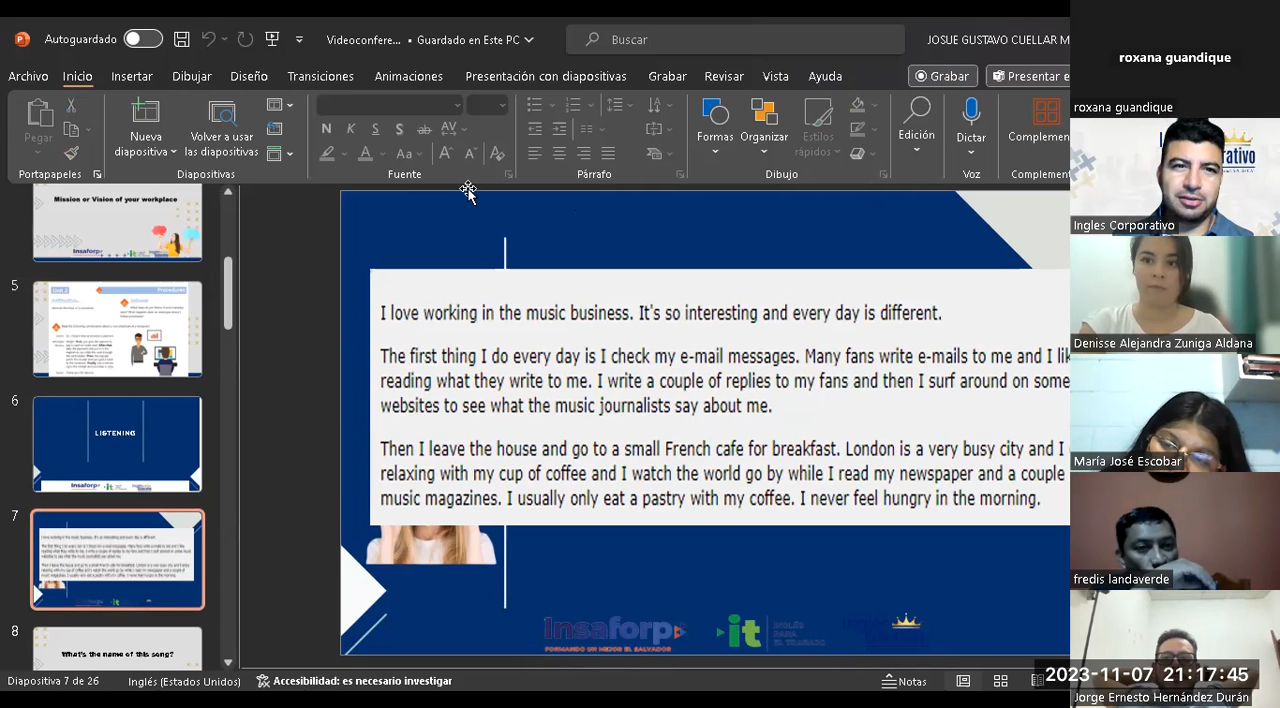 Autoguardado
Videoconfere... • Guardado en Este PC
Buscar
JOSUE GUSTAVO CUELLAR M
Archivo Inicio Insertar Dibujar Diseño Transiciones Animaciones Presentación con diapositivas Grabar Revisar Vista Ayuda
Grabar
Presentar e
Pegar
Nueva
diapositiva
Volver a usar
las diapositivas
N K S S ab AV
A Aa A A A
Formas
Organizar
Estilos
rápidos
Edición
Dictar
Complemen
Portapapeles
Diapositivas
Fuente
Párrafo
Dibujo
Voz
Complement
Mission or Vision of your workplace
Insaforp
5
Procedures
6
LISTENING
Insaforp
7
8
What's the name of this song?
I love working in the music business. It's so interesting and every day is different.
The first thing I do every day is I check my e-mail messages. Many fans write e-mails to me and I lik
reading what they write to me. I write a couple of replies to my fans and then I surf around on some
websites to see what the music journalists say about me.
Then I leave the house and go to a small French cafe for breakfast. London is a very busy city and I
relaxing with my cup of coffee and I watch the world go by while I read my newspaper and a couple
music magazines. I usually only eat a pastry with my coffee. I never feel hungry in the morning.
Insaforp
FORMANDO UN MEJOR EL SALVADOR
it
INGLÉS
PARA
EL TRABAJO
Diapositiva 7 de 26
Inglés (Estados Unidos)
Accesibilidad: es necesario investigar
Notas
roxana guandique
roxana guandique
Ingles Corporativo
Denisse Alejandra Zuniga Aldana
María José Escobar
fredis landaverde
2023-11-07 21:17:45
Jorge Ernesto Hernández Durán